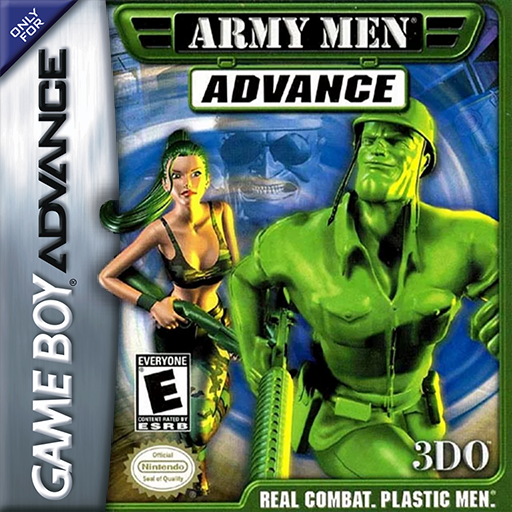 ONLY
FOR
GAME BOY ADVANCE
ARMY MEN®
ADVANCE
EVERYONE
E
CONTENT RATED BY
ESRB
Official
Nintendo
Seal of Quality
3DO™
REAL COMBAT. PLASTIC MEN.®